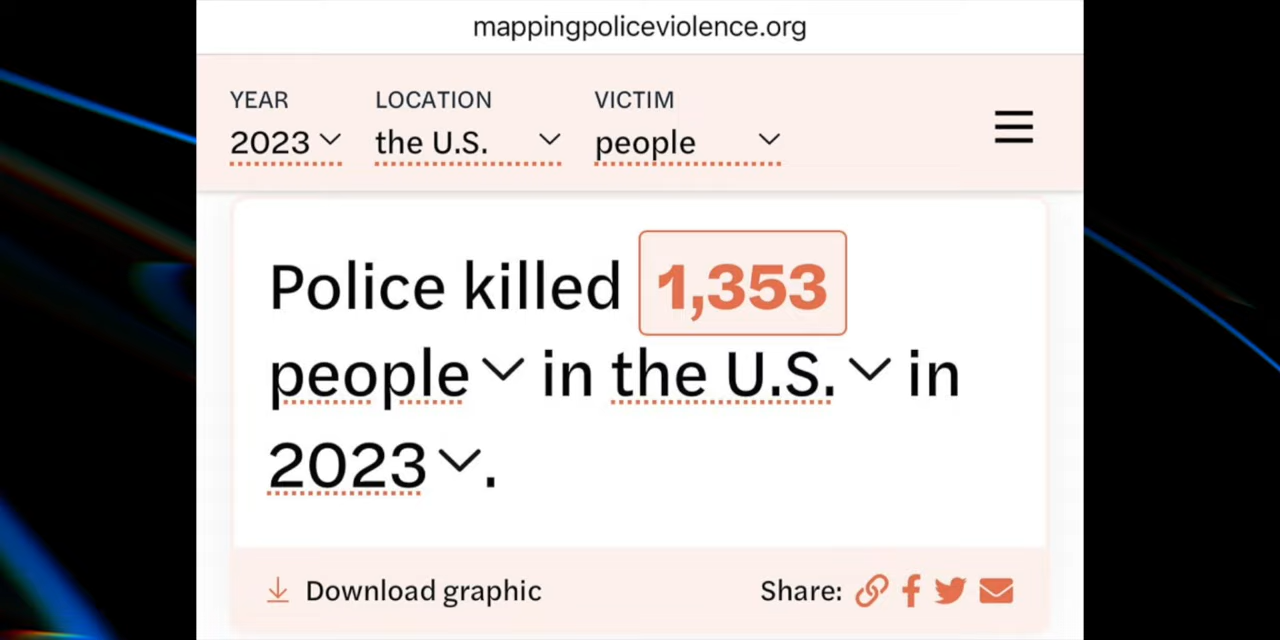 mappingpoliceviolence.org
YEAR LOCATION VICTIM
2023 the U.S. people
Police killed 1,353
people in the U.S. in
2023.
Download graphic Share: